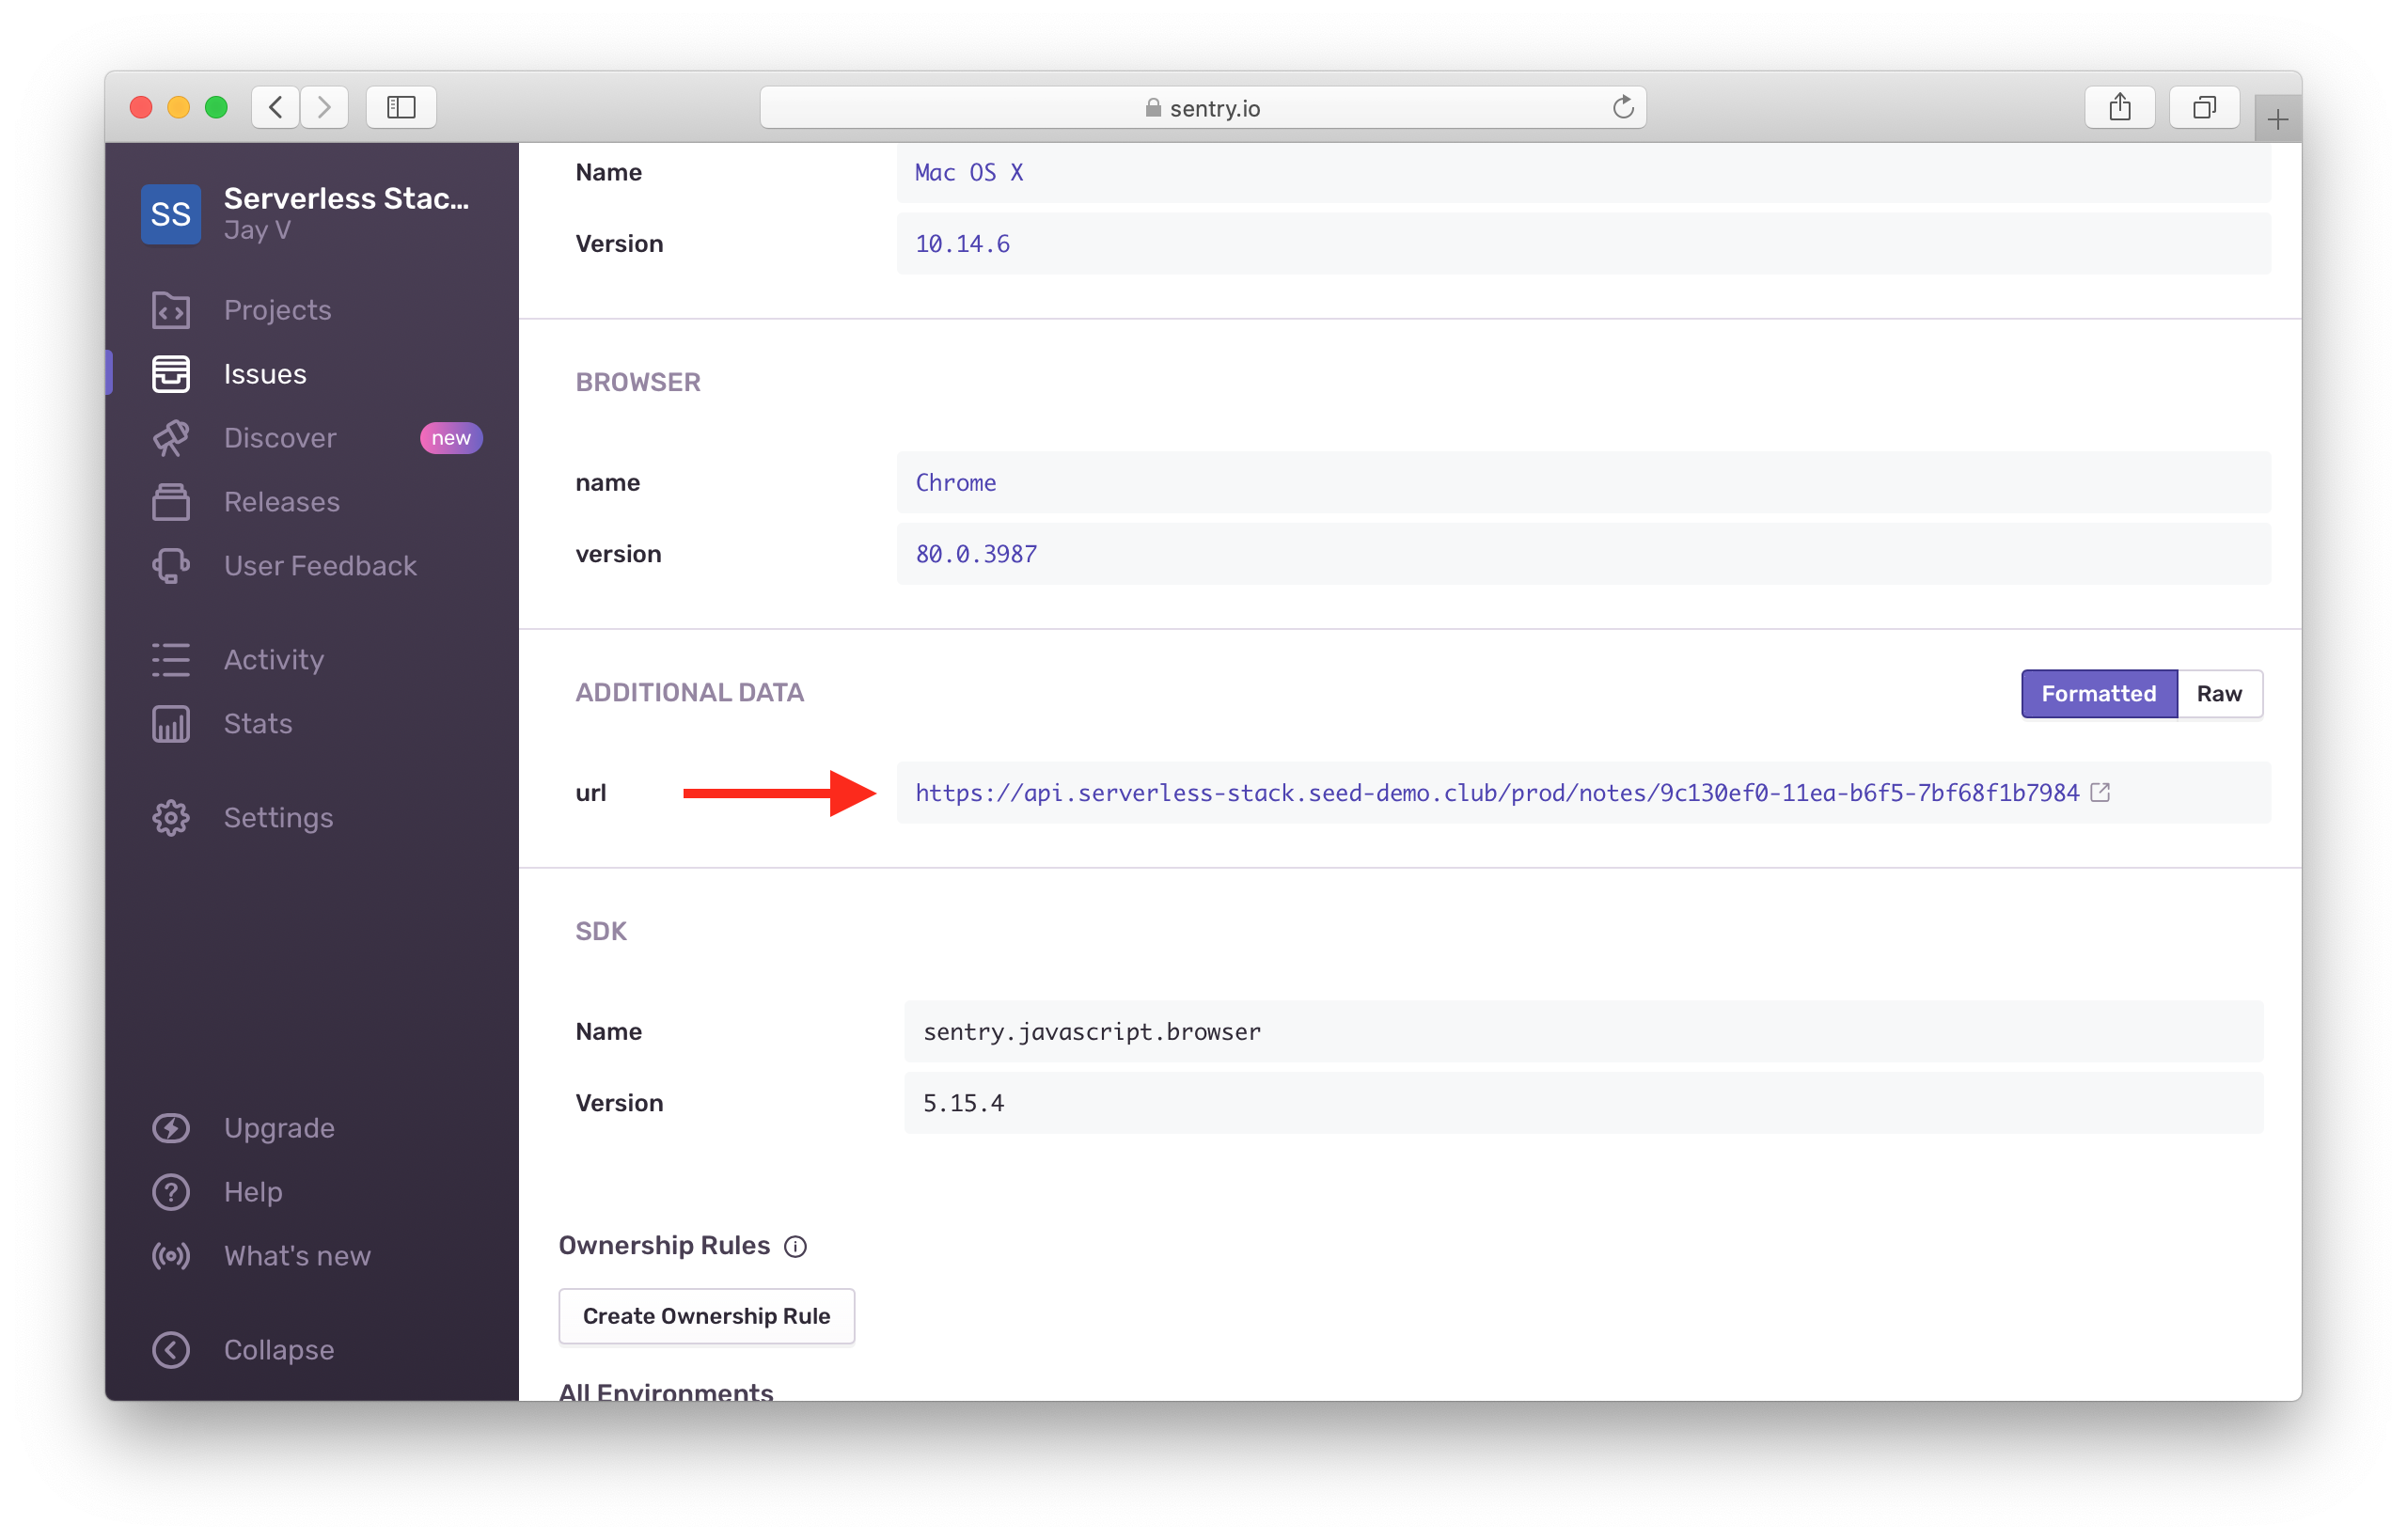 sentry.io
SS
Serverless Stac...
Jay V
Projects
Issues
Discover new
Releases
User Feedback
Activity
Stats
Settings
Upgrade
Help
What's new
Collapse
Name Mac OS X
Version 10.14.6
BROWSER
name Chrome
version 80.0.3987
ADDITIONAL DATA Formatted Raw
url https://api.serverless-stack.seed-demo.club/prod/notes/9c130ef0-11ea-b6f5-7bf68f1b7984
SDK
Name sentry.javascript.browser
Version 5.15.4
Ownership Rules
Create Ownership Rule
All Environments